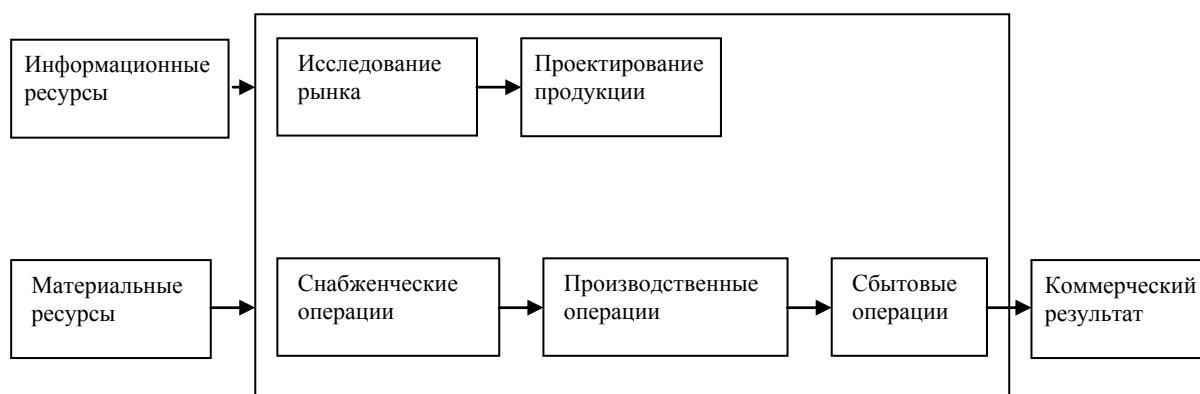 Информационные
ресурсы
Исследование
рынка
Проектирование
продукции
Материальные
ресурсы
Снабженческие
операции
Производственные
операции
Сбытовые
операции
Коммерческий
результат